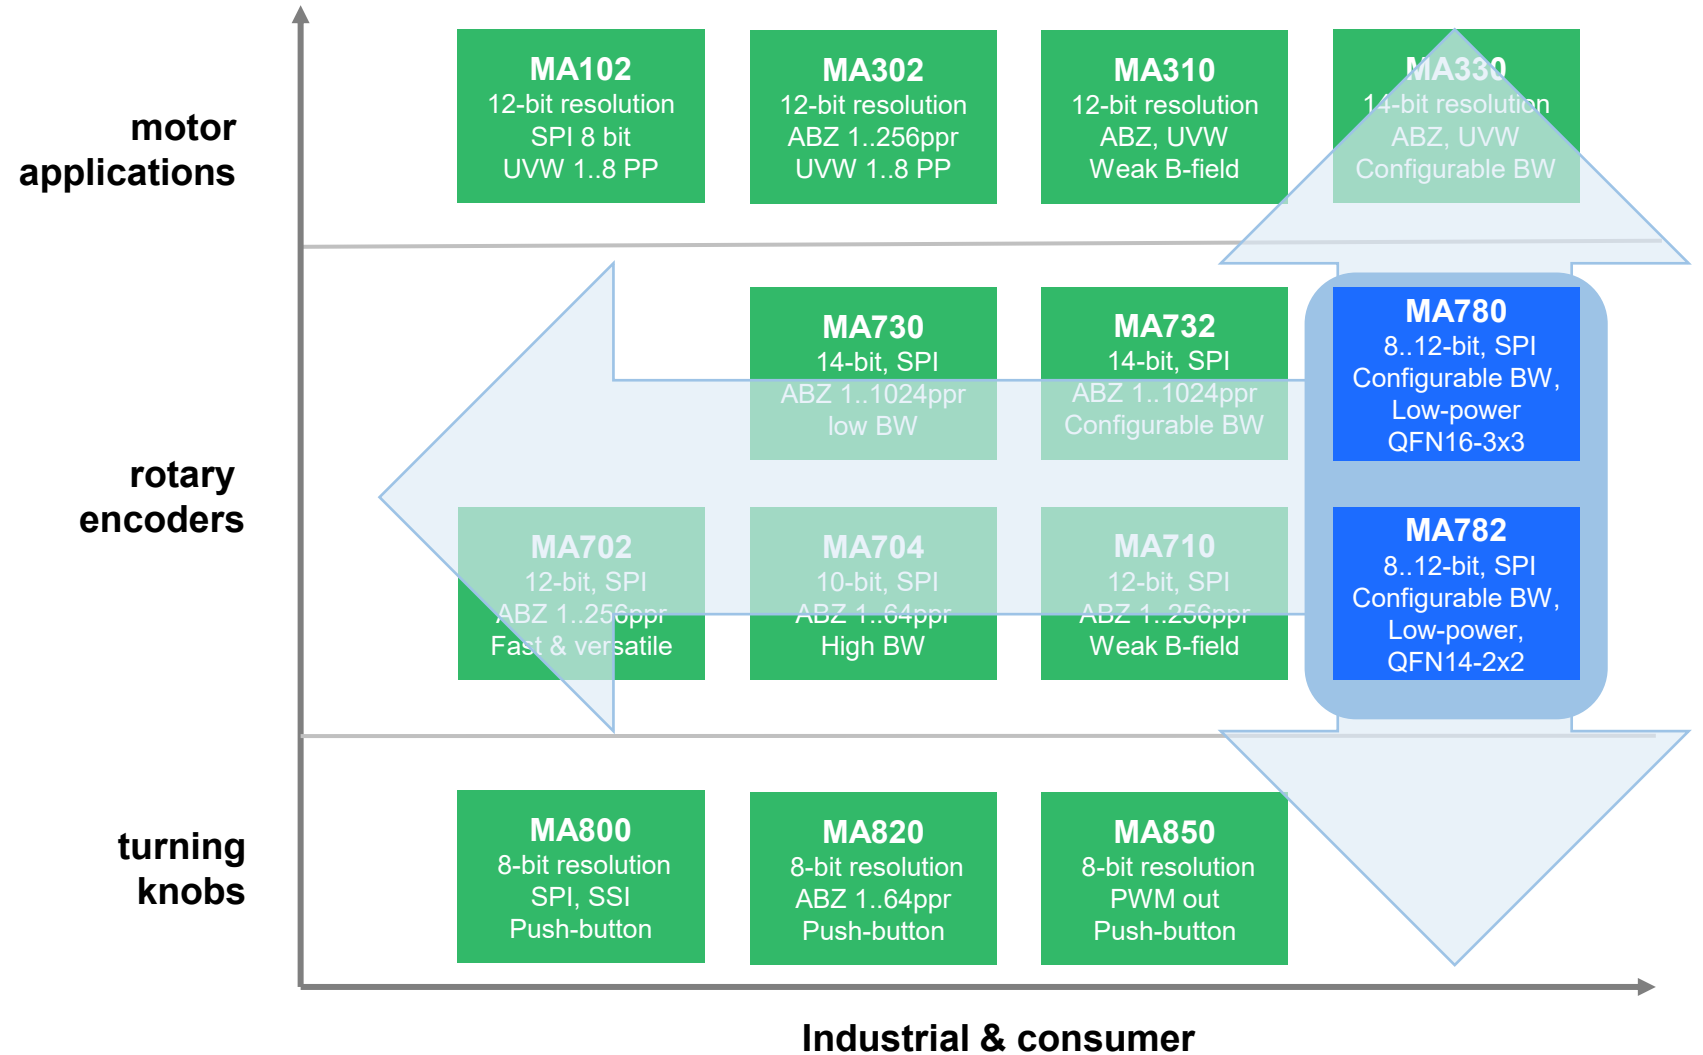 motor
applications
MA102
12-bit resolution
SPI 8 bit
UVW 1..8 PP
MA302
12-bit resolution
ABZ 1..256ppr
UVW 1..8 PP
MA310
12-bit resolution
ABZ, UVW
Weak B-field
MA330
14-bit resolution
ABZ, UVW
Configurable BW
rotary
encoders
MA730
14-bit, SPI
ABZ 1..1024ppr
low BW
MA732
14-bit, SPI
ABZ 1..1024ppr
Configurable BW
MA780
8..12-bit, SPI
Configurable BW,
Low-power
QFN16-3x3
MA702
12-bit, SPI
ABZ 1..256ppr
Fast & versatile
MA704
10-bit, SPI
ABZ 1..64ppr
High BW
MA710
12-bit, SPI
ABZ 1..256ppr
Weak B-field
MA782
8..12-bit, SPI
Configurable BW,
Low-power,
QFN14-2x2
turning
knobs
MA800
8-bit resolution
SPI, SSI
Push-button
MA820
8-bit resolution
ABZ 1..64ppr
Push-button
MA850
8-bit resolution
PWM out
Push-button
Industrial & consumer